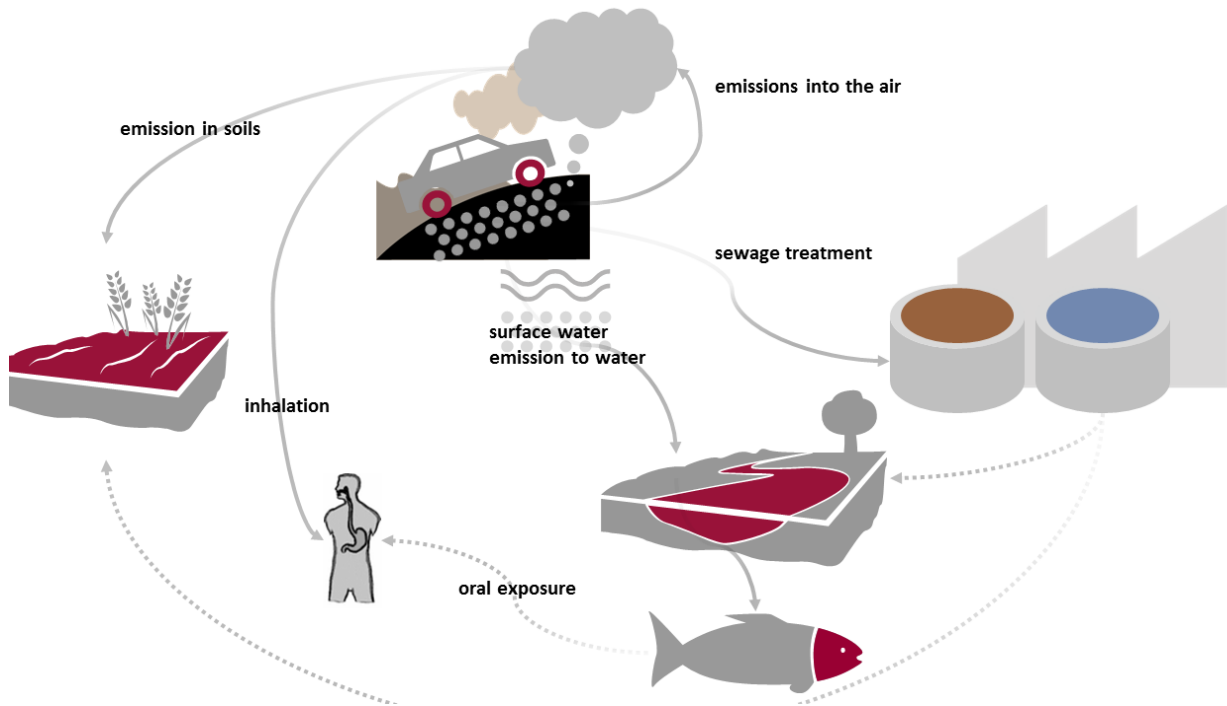 emissions into the air
emission in soils
sewage treatment
surface water
emission to water
inhalation
oral exposure